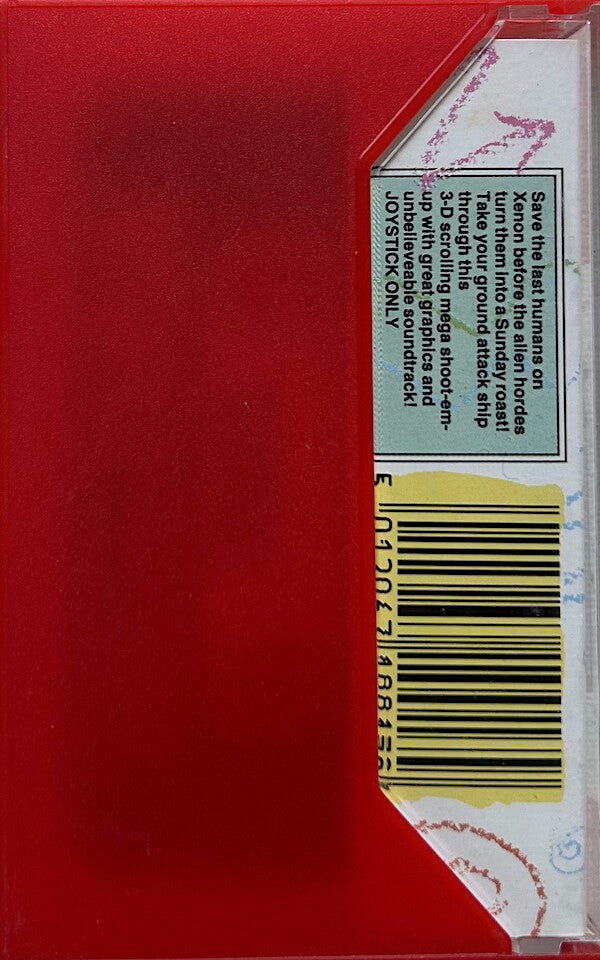 Save the last humans on
Xenon before the alien hordes
turn them into a Sunday roast!
Take your ground attack ship
through this
3-D scrolling mega shoot-em-
up with great graphics and
unbelieveable soundtrack!
JOYSTICK ONLY